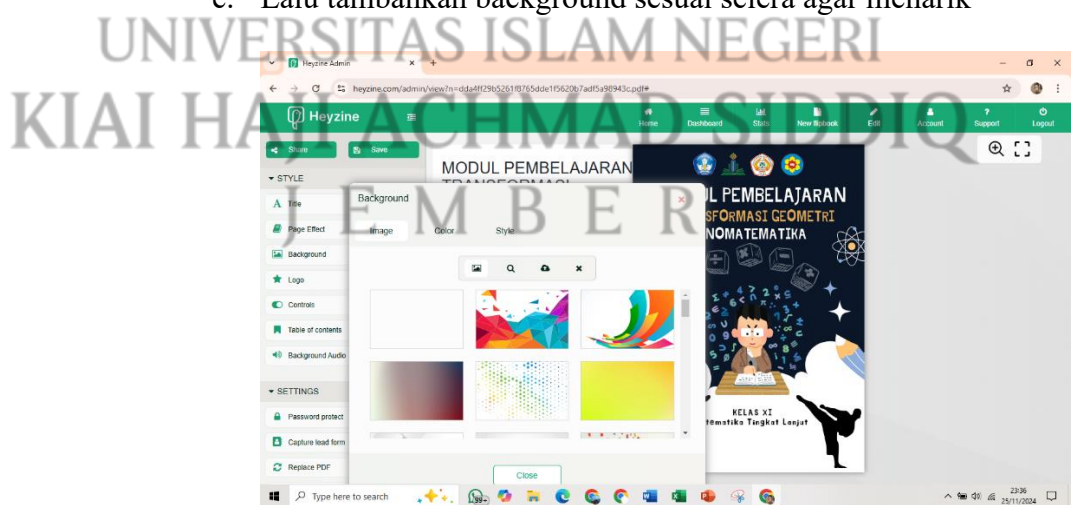 c. Lalu tambahkan background sesuai selera agar menarik
UNIVERSITAS ISLAM NEGERI
KIAI HAJI ACHMAD SIDDIQ
JEMBER
Heyzine Admin
heyzine.com/admin/view?n=dda4ff29b5261f8765dde1f5620b7adf5a98943c.pdf#
Heyzine
Home Dashboard Stats New flipbook Edit Account Support Logout
Share Save
STYLE
Title
Page Effect
Background
Logo
Controls
Table of contents
Background Audio
SETTINGS
Password protect
Capture lead form
Replace PDF
MODUL PEMBELAJARAN
TRANSFORMASI
Background
Image Color Style
Close
L PEMBELAJARAN
SFORMASI GEOMETRI
NOMATEMATIKA
KELAS XI
tematika Tingkat Lanjut
Type here to search
99+
23:36
25/11/2024